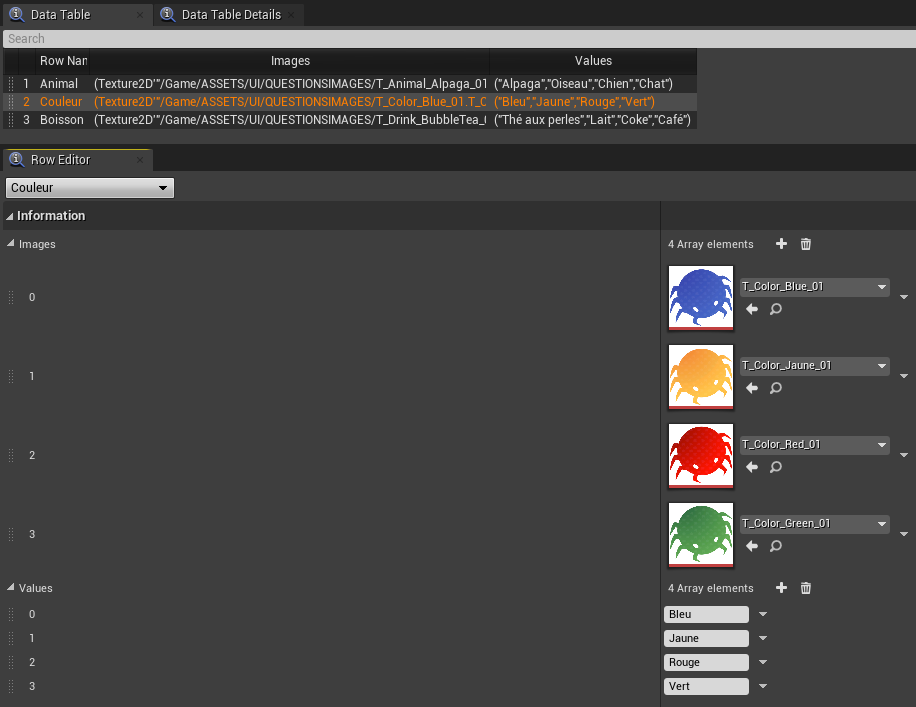 Data Table
Data Table Details
Search
Row Nan Images Values
1 Animal (Texture2D'"/Game/ASSETS/UI/QUESTIONSIMAGES/T_Animal_Alpaga_01 ("Alpaga","Oiseau","Chien","Chat")
2 Couleur (Texture2D'"/Game/ASSETS/UI/QUESTIONSIMAGES/T_Color_Blue_01.T_C ("Bleu","Jaune","Rouge","Vert")
3 Boisson (Texture2D'"/Game/ASSETS/UI/QUESTIONSIMAGES/T_Drink_BubbleTea_( ("Thé aux perles","Lait","Coke","Café")
Row Editor
Couleur
Information
Images 4 Array elements
0 T_Color_Blue_01
1 T_Color_Jaune_01
2 T_Color_Red_01
3 T_Color_Green_01
Values 4 Array elements
0 Bleu
1 Jaune
2 Rouge
3 Vert